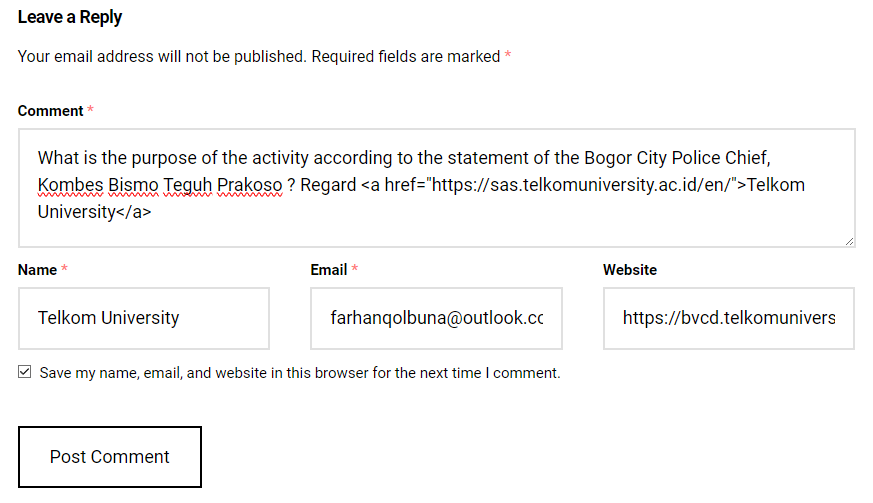 Leave a Reply
Your email address will not be published. Required fields are marked *
Comment *
What is the purpose of the activity according to the statement of the Bogor City Police Chief,
Kombes Bismo Teguh Prakoso ? Regard <a href="https://sas.telkomuniversity.ac.id/en/">Telkom
University</a>
Name * Email * Website
Telkom University farhanqolbuna@outlook.cc https://bvcd.telkomunivers
Save my name, email, and website in this browser for the next time I comment.
Post Comment